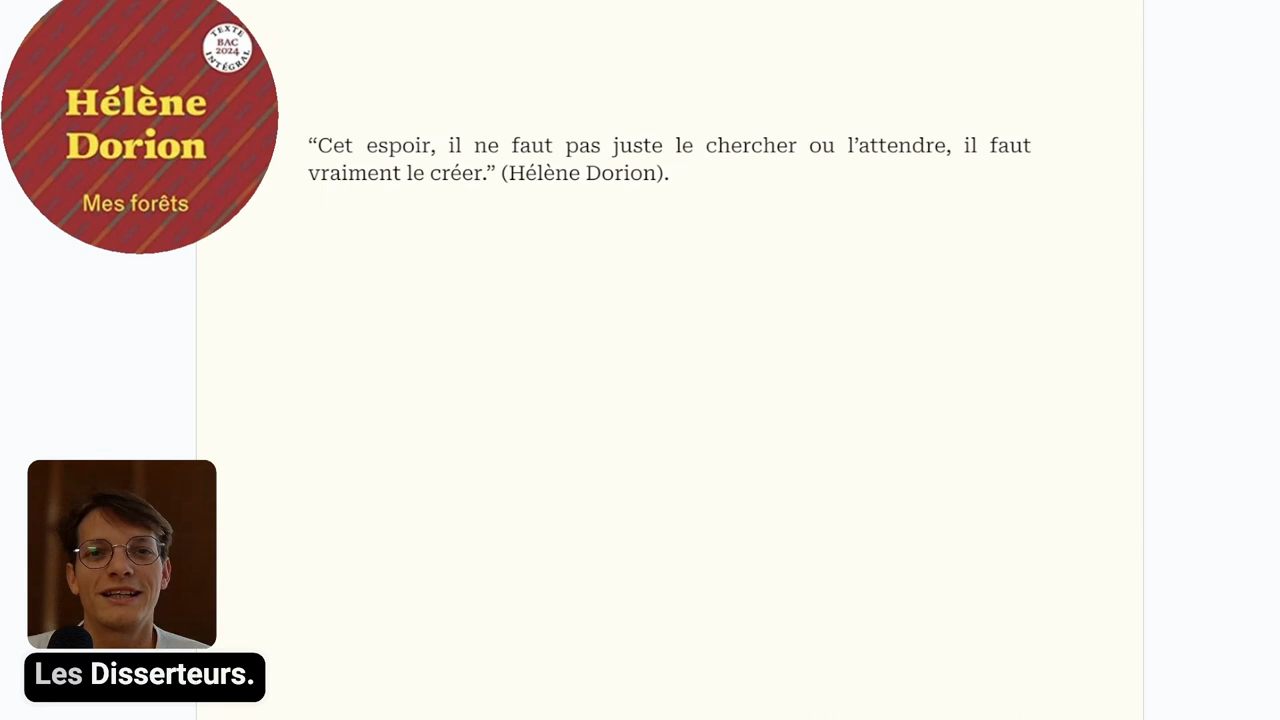 TEXTE
BAC
2024
INTÉGRAL
Hélène
Dorion
Mes forêts
“Cet espoir, il ne faut pas juste le chercher ou l’attendre, il faut
vraiment le créer.” (Hélène Dorion).
Les Disserteurs.